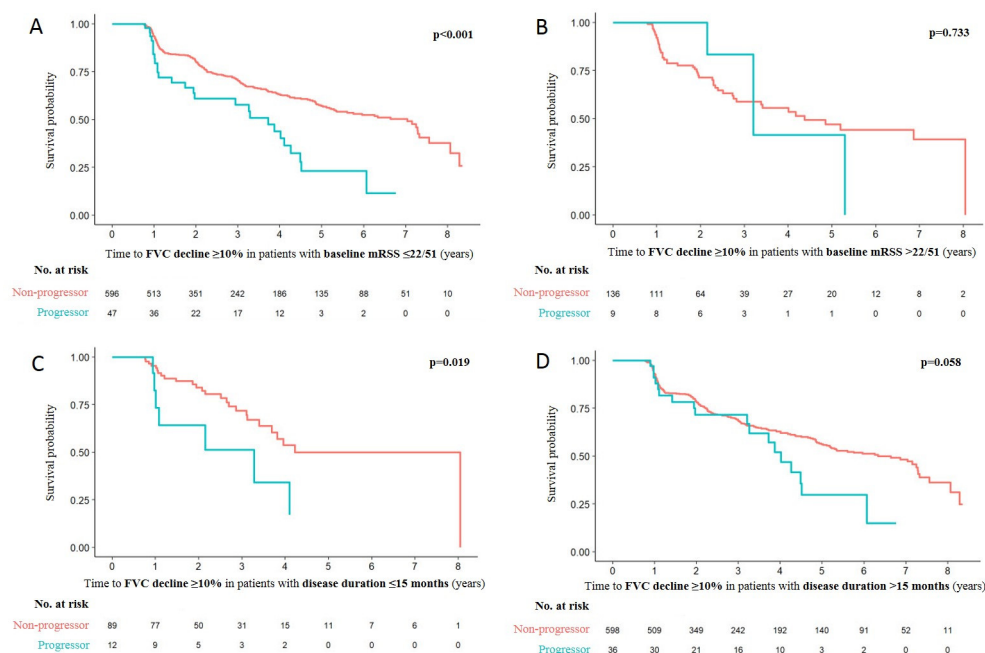 A
p<0.001
Survival probability
1.00
0.75
0.50
0.25
0.00
0 1 2 3 4 5 6 7 8
Time to FVC decline ≥10% in patients with baseline mRSS ≤22/51 (years)
No. at risk
Non-progressor 596 513 351 242 186 135 88 51 10
Progressor 47 36 22 17 12 3 2 0 0
B
p=0.733
Survival probability
1.00
0.75
0.50
0.25
0.00
0 1 2 3 4 5 6 7 8
Time to FVC decline ≥10% in patients with baseline mRSS >22/51 (years)
No. at risk
Non-progressor 136 111 64 39 27 20 12 8 2
Progressor 9 8 6 3 1 1 0 0 0
C
p=0.019
Survival probability
1.00
0.75
0.50
0.25
0.00
0 1 2 3 4 5 6 7 8
Time to FVC decline ≥10% in patients with disease duration ≤15 months (years)
No. at risk
Non-progressor 89 77 50 31 15 11 7 6 1
Progressor 12 9 5 3 2 0 0 0 0
D
p=0.058
Survival probability
1.00
0.75
0.50
0.25
0.00
0 1 2 3 4 5 6 7 8
Time to FVC decline ≥10% in patients with disease duration >15 months (years)
No. at risk
Non-progressor 598 509 349 242 192 140 91 52 11
Progressor 36 30 21 16 10 3 2 0 0